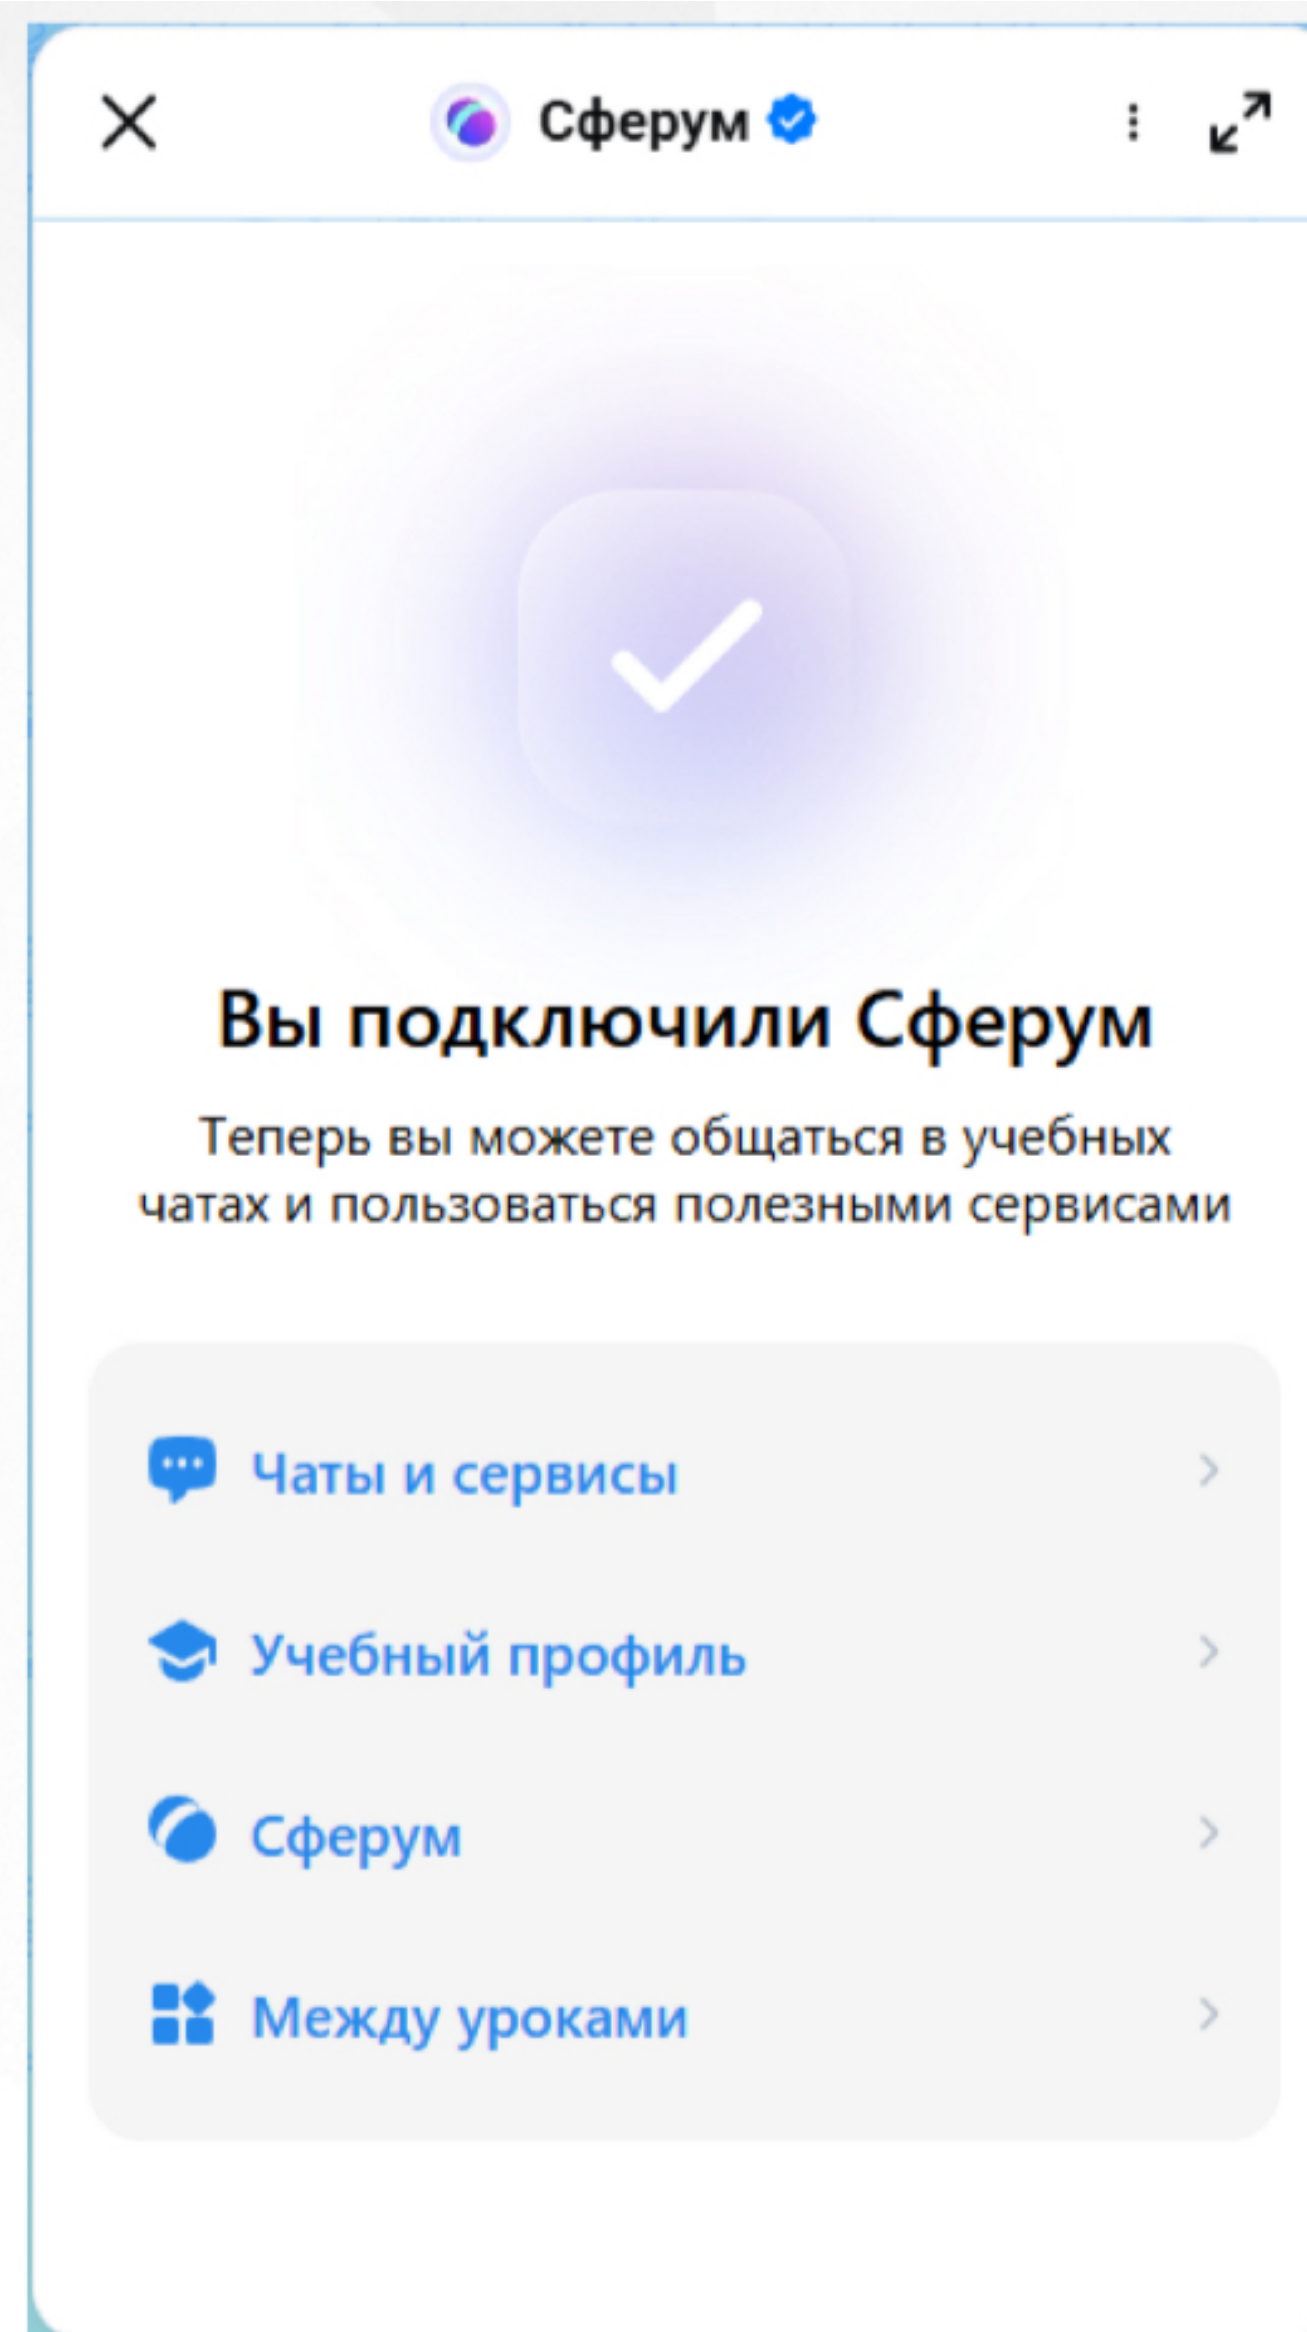 Сферум
Вы подключили Сферум
Теперь вы можете общаться в учебных
чатах и пользоваться полезными сервисами
Чаты и сервисы
Учебный профиль
Сферум
Между уроками